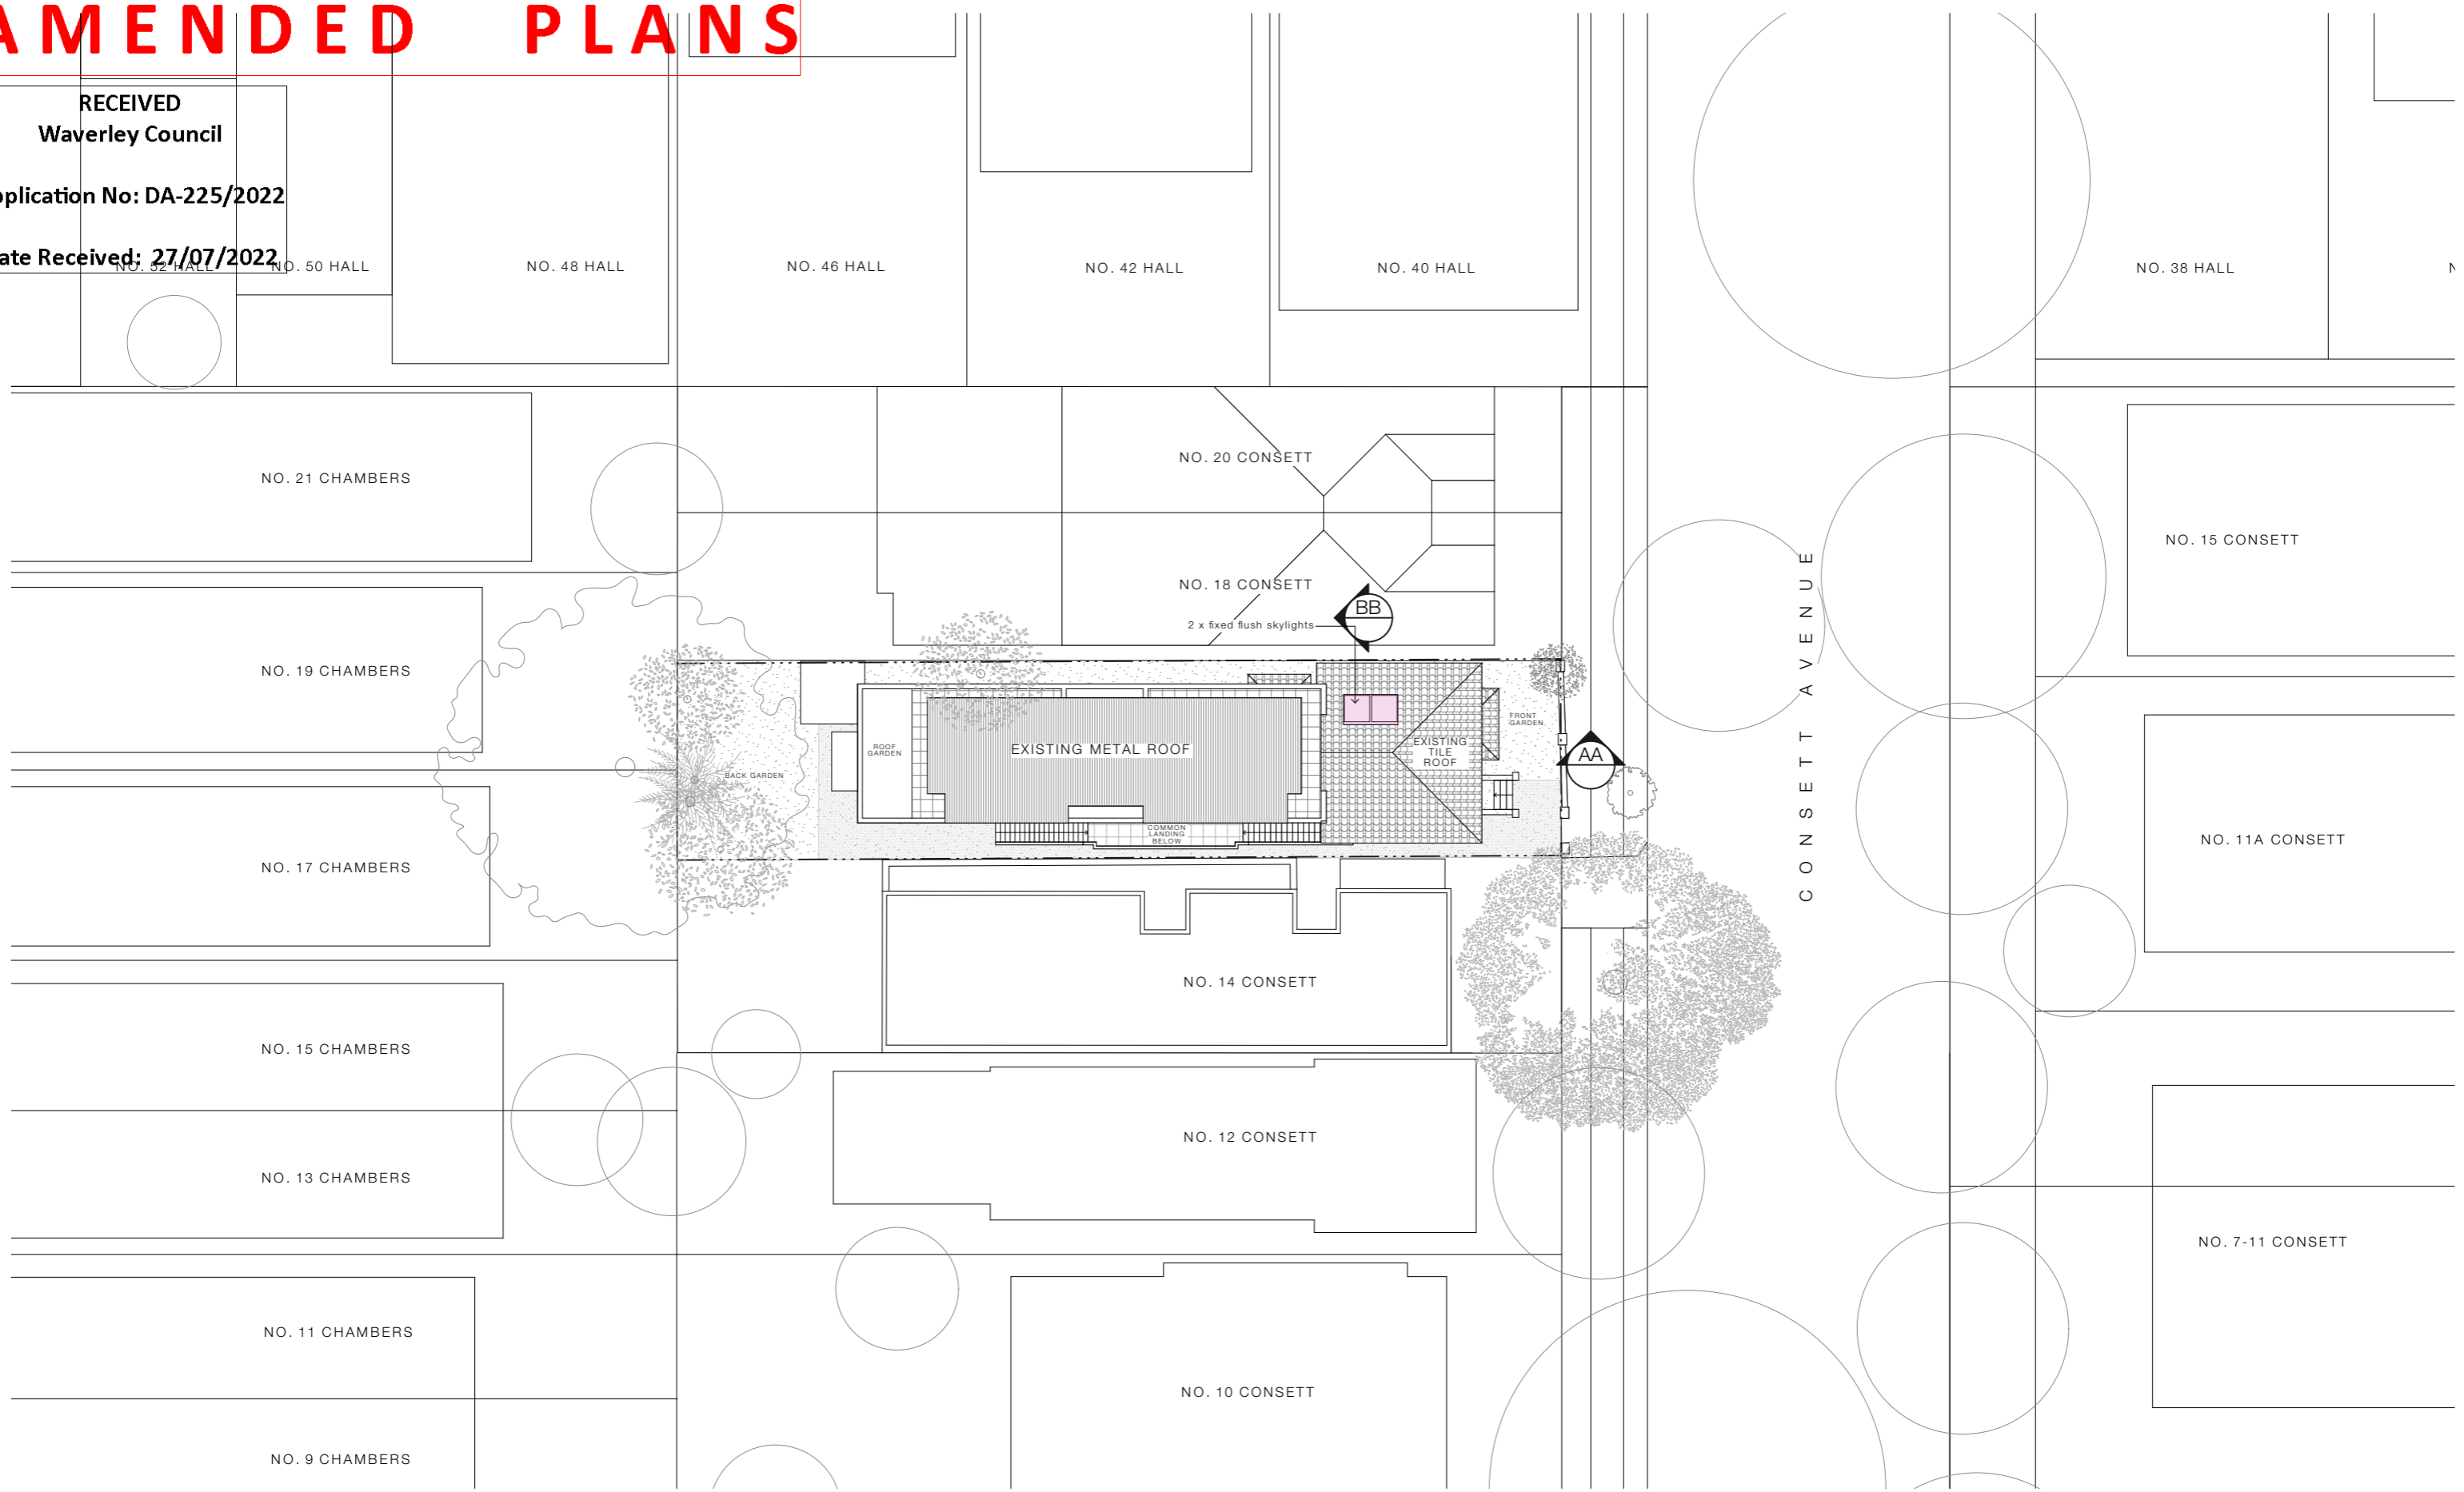 AMENDED PLANS
RECEIVED
Waverley Council
pplication No: DA-225/2022
ate Received: 27/07/2022
NO. 52 HALL
NO. 50 HALL
NO. 48 HALL
NO. 46 HALL
NO. 42 HALL
NO. 40 HALL
NO. 38 HALL
N
NO. 21 CHAMBERS
NO. 20 CONSETT
NO. 15 CONSETT
NO. 18 CONSETT
BB
2 x fixed flush skylights
NO. 19 CHAMBERS
CONSETT AVENUE
FRONT
GARDEN
ROOF
GARDEN
EXISTING METAL ROOF
EXISTING
TILE
ROOF
AA
BACK GARDEN
COMMON
LANDING
BELOW
NO. 11A CONSETT
NO. 17 CHAMBERS
NO. 14 CONSETT
NO. 15 CHAMBERS
NO. 12 CONSETT
NO. 13 CHAMBERS
NO. 7-11 CONSETT
NO. 11 CHAMBERS
NO. 10 CONSETT
NO. 9 CHAMBERS